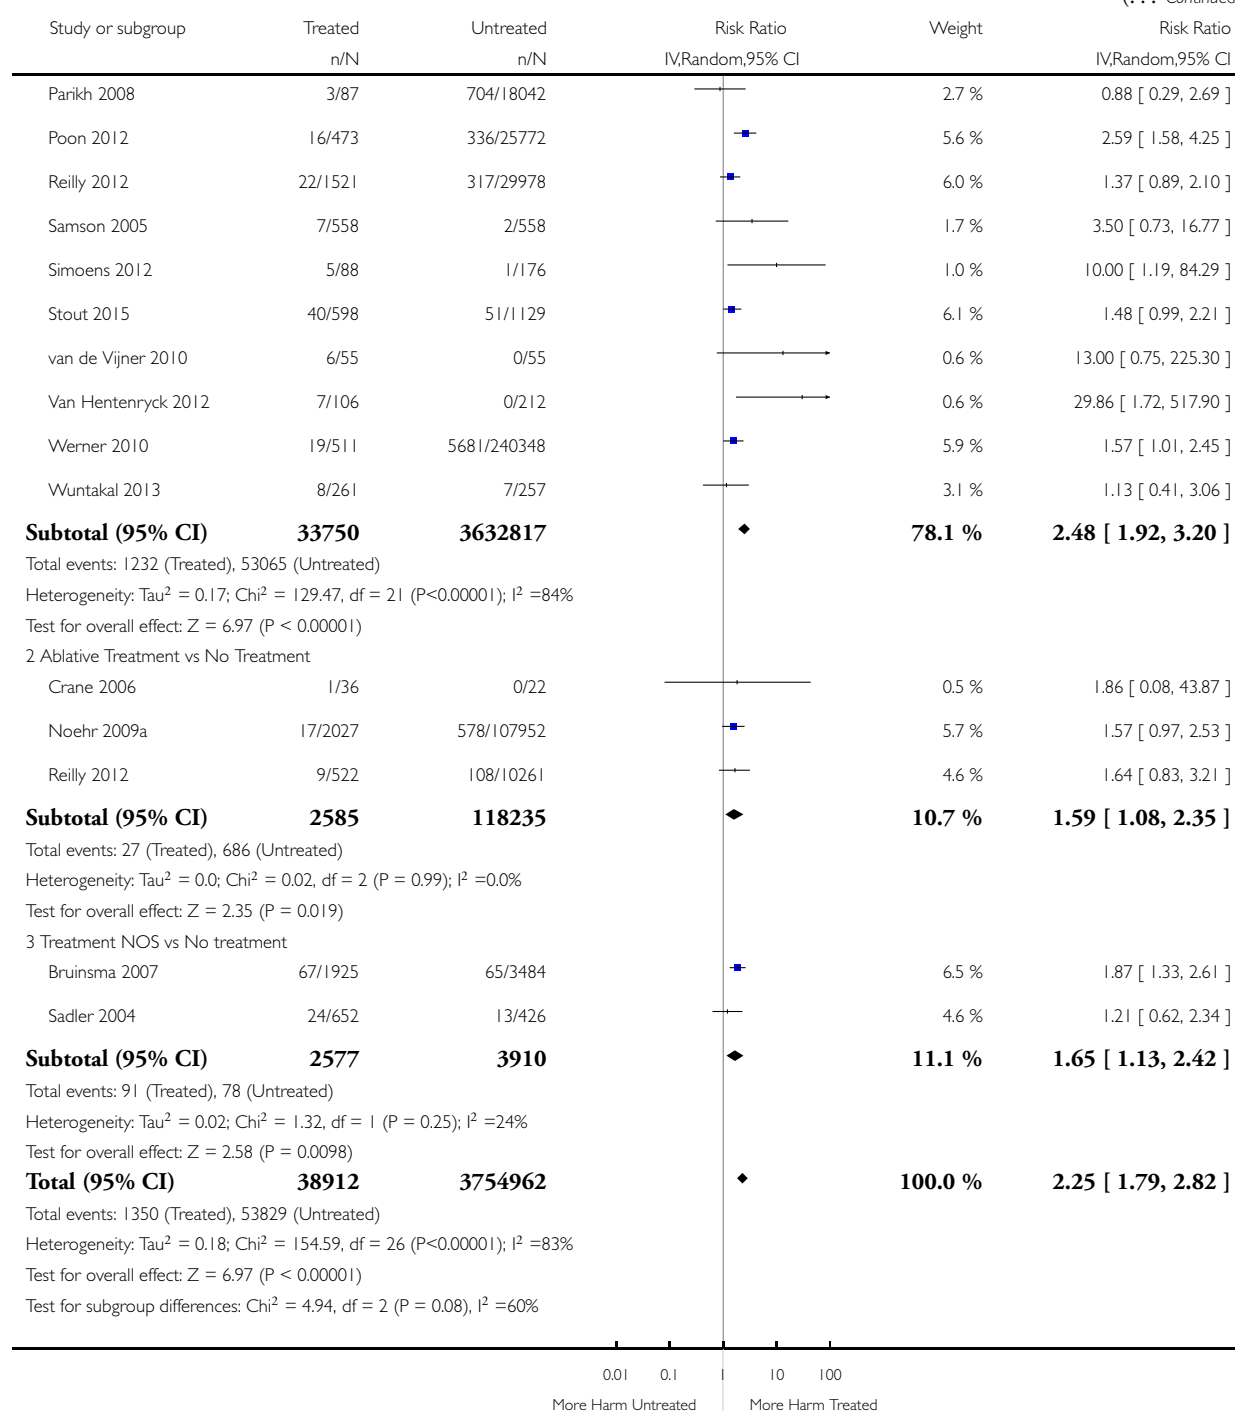 (... Continued
Study or subgroup Treated Untreated Risk Ratio Weight Risk Ratio
n/N n/N IV,Random,95% CI IV,Random,95% CI
Parikh 2008 3/87 704/18042 2.7 % 0.88 [ 0.29, 2.69 ]
Poon 2012 16/473 336/25772 5.6 % 2.59 [ 1.58, 4.25 ]
Reilly 2012 22/1521 317/29978 6.0 % 1.37 [ 0.89, 2.10 ]
Samson 2005 7/558 2/558 1.7 % 3.50 [ 0.73, 16.77 ]
Simoens 2012 5/88 1/176 1.0 % 10.00 [ 1.19, 84.29 ]
Stout 2015 40/598 51/1129 6.1 % 1.48 [ 0.99, 2.21 ]
van de Vijner 2010 6/55 0/55 0.6 % 13.00 [ 0.75, 225.30 ]
Van Hentenryck 2012 7/106 0/212 0.6 % 29.86 [ 1.72, 517.90 ]
Werner 2010 19/511 5681/240348 5.9 % 1.57 [ 1.01, 2.45 ]
Wuntakal 2013 8/261 7/257 3.1 % 1.13 [ 0.41, 3.06 ]
Subtotal (95% CI) 33750 3632817 78.1 % 2.48 [ 1.92, 3.20 ]
Total events: 1232 (Treated), 53065 (Untreated)
Heterogeneity: Tau² = 0.17; Chi² = 129.47, df = 21 (P<0.00001); I² =84%
Test for overall effect: Z = 6.97 (P < 0.00001)
2 Ablative Treatment vs No Treatment
Crane 2006 1/36 0/22 0.5 % 1.86 [ 0.08, 43.87 ]
Noehr 2009a 17/2027 578/107952 5.7 % 1.57 [ 0.97, 2.53 ]
Reilly 2012 9/522 108/10261 4.6 % 1.64 [ 0.83, 3.21 ]
Subtotal (95% CI) 2585 118235 10.7 % 1.59 [ 1.08, 2.35 ]
Total events: 27 (Treated), 686 (Untreated)
Heterogeneity: Tau² = 0.0; Chi² = 0.02, df = 2 (P = 0.99); I² =0.0%
Test for overall effect: Z = 2.35 (P = 0.019)
3 Treatment NOS vs No treatment
Bruinsma 2007 67/1925 65/3484 6.5 % 1.87 [ 1.33, 2.61 ]
Sadler 2004 24/652 13/426 4.6 % 1.21 [ 0.62, 2.34 ]
Subtotal (95% CI) 2577 3910 11.1 % 1.65 [ 1.13, 2.42 ]
Total events: 91 (Treated), 78 (Untreated)
Heterogeneity: Tau² = 0.02; Chi² = 1.32, df = 1 (P = 0.25); I² =24%
Test for overall effect: Z = 2.58 (P = 0.0098)
Total (95% CI) 38912 3754962 100.0 % 2.25 [ 1.79, 2.82 ]
Total events: 1350 (Treated), 53829 (Untreated)
Heterogeneity: Tau² = 0.18; Chi² = 154.59, df = 26 (P<0.00001); I² =83%
Test for overall effect: Z = 6.97 (P < 0.00001)
Test for subgroup differences: Chi² = 4.94, df = 2 (P = 0.08), I² =60%
0.01 0.1 1 10 100
More Harm Untreated More Harm Treated